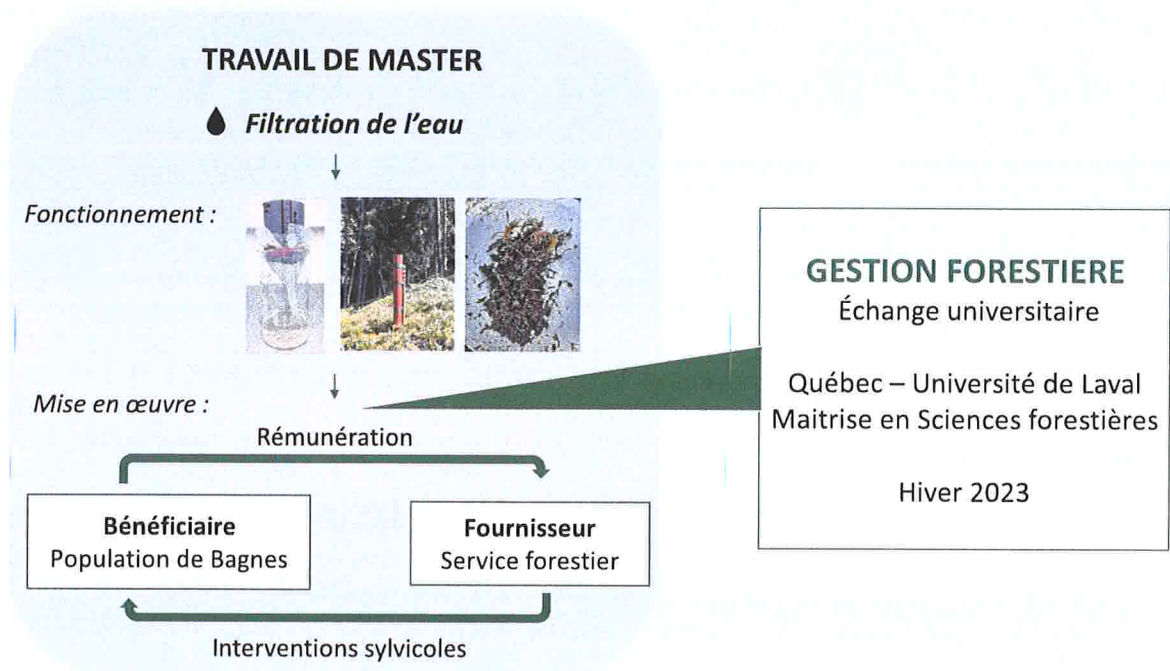 TRAVAIL DE MASTER
Filtration de l'eau
Fonctionnement :
Mise en œuvre :
Rémunération
Bénéficiaire
Population de Bagnes
Fournisseur
Service forestier
Interventions sylvicoles
GESTION FORESTIERE
Échange universitaire
Québec – Université de Laval
Maitrise en Sciences forestières
Hiver 2023